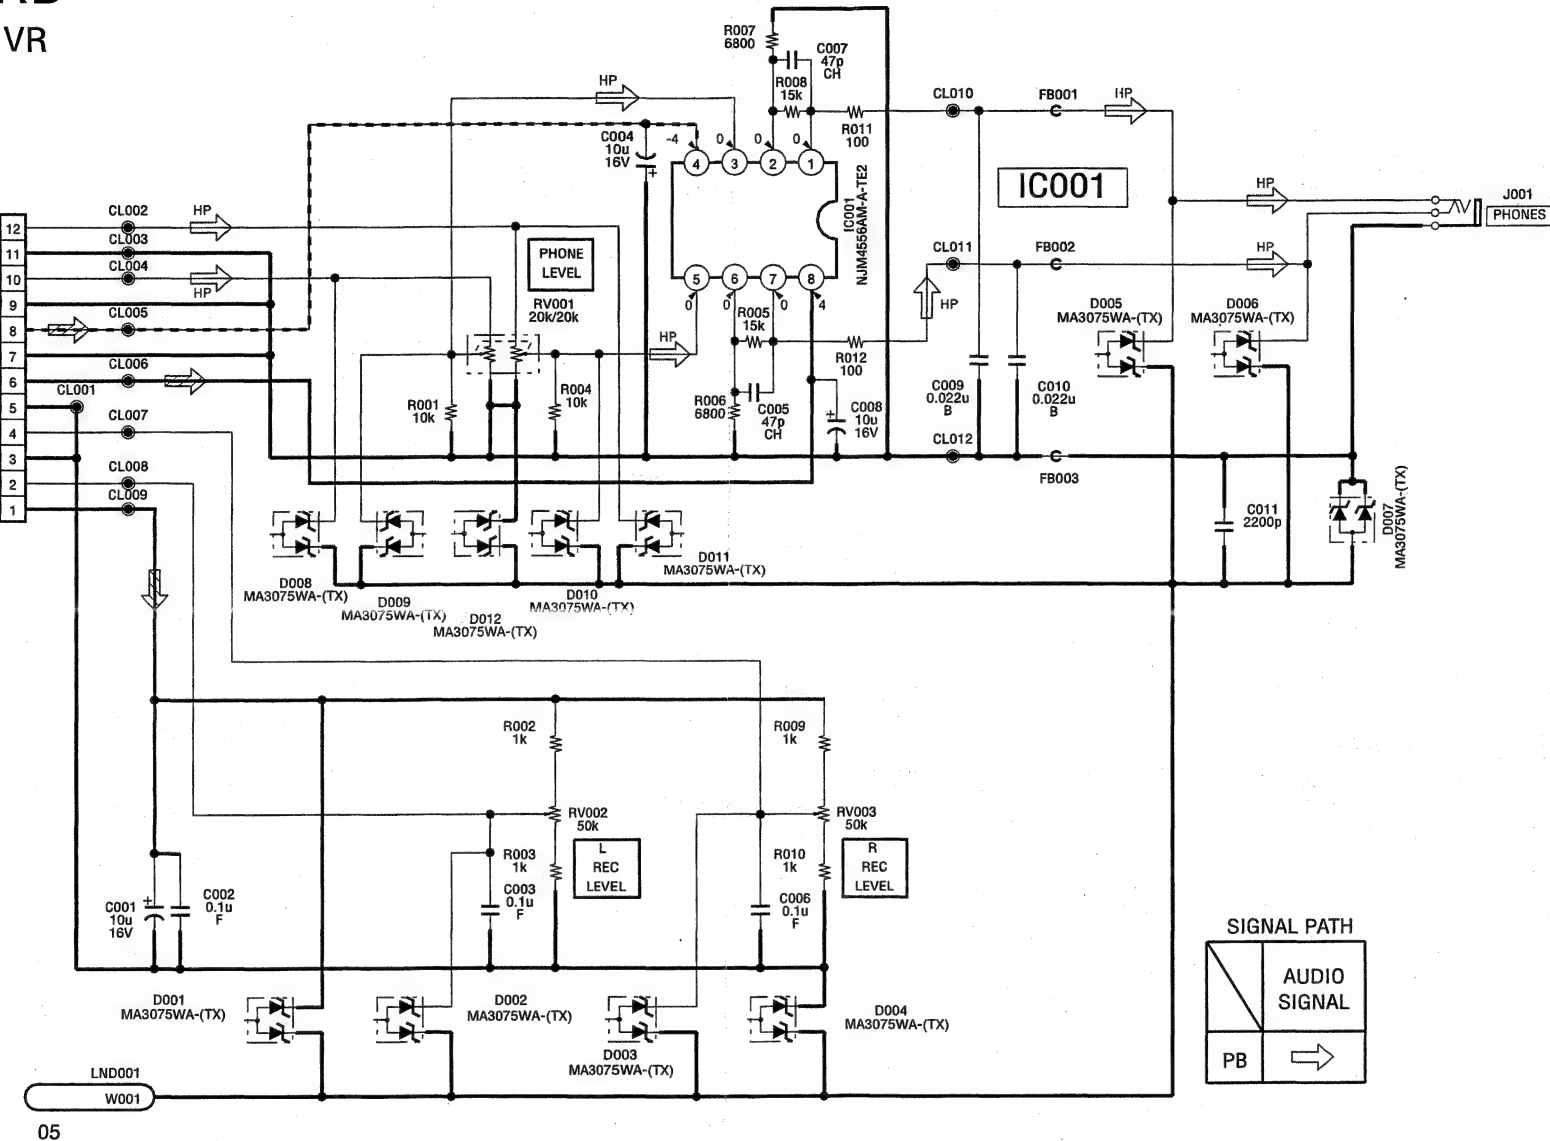 VR
R007
6800
C007
47p
CH
R008
15k
HP
CL010
FB001
HP
R011
100
C004
10u
16V
-4
0
0
0
4
3
2
1
IC001
NJM4556AM-A-TE2
IC001
HP
J001
PHONES
12
11
10
9
8
7
6
5
4
3
2
1
CL002
HP
CL003
CL004
HP
CL005
CL006
CL001
CL007
CL008
CL009
PHONE
LEVEL
RV001
20k/20k
5
6
7
8
0
0
0
4
CL011
FB002
HP
HP
HP
R005
15k
R012
100
D005
MA3075WA-(TX)
D006
MA3075WA-(TX)
R001
10k
R004
10k
R006
6800
C005
47p
CH
C008
10u
16V
C009
0.022u
B
C010
0.022u
B
CL012
FB003
C011
2200p
D007
MA3075WA-(TX)
D008
MA3075WA-(TX)
D009
MA3075WA-(TX)
D012
MA3075WA-(TX)
D010
MA3075WA-(TX)
D011
MA3075WA-(TX)
R002
1k
R009
1k
RV002
50k
RV003
50k
R003
1k
L
REC
LEVEL
R010
1k
R
REC
LEVEL
C001
10u
16V
C002
0.1u
F
C003
0.1u
F
C006
0.1u
F
D001
MA3075WA-(TX)
D002
MA3075WA-(TX)
D003
MA3075WA-(TX)
D004
MA3075WA-(TX)
SIGNAL PATH
AUDIO
SIGNAL
PB
LND001
W001
05